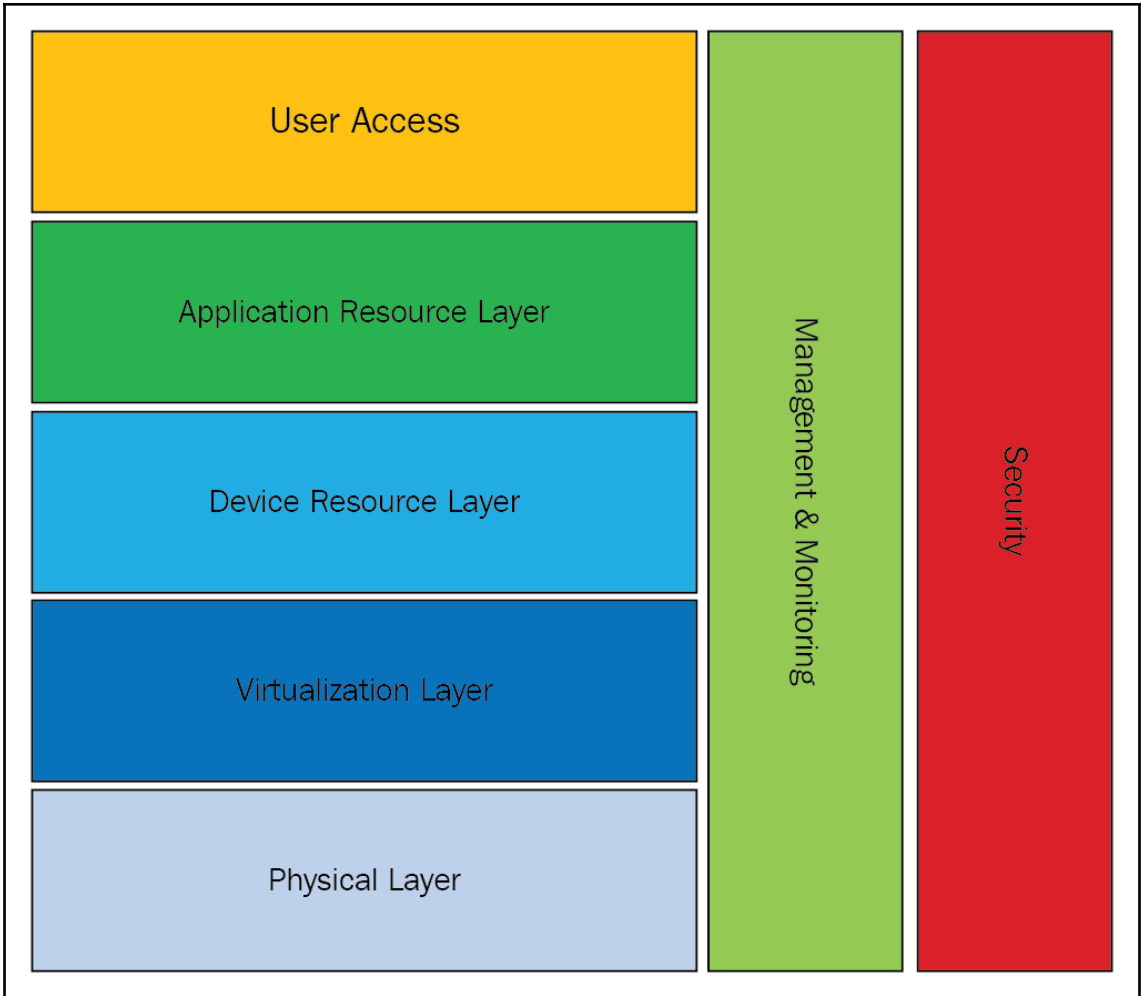 User Access
Application Resource Layer
Device Resource Layer
Virtualization Layer
Physical Layer
Management & Monitoring
Security